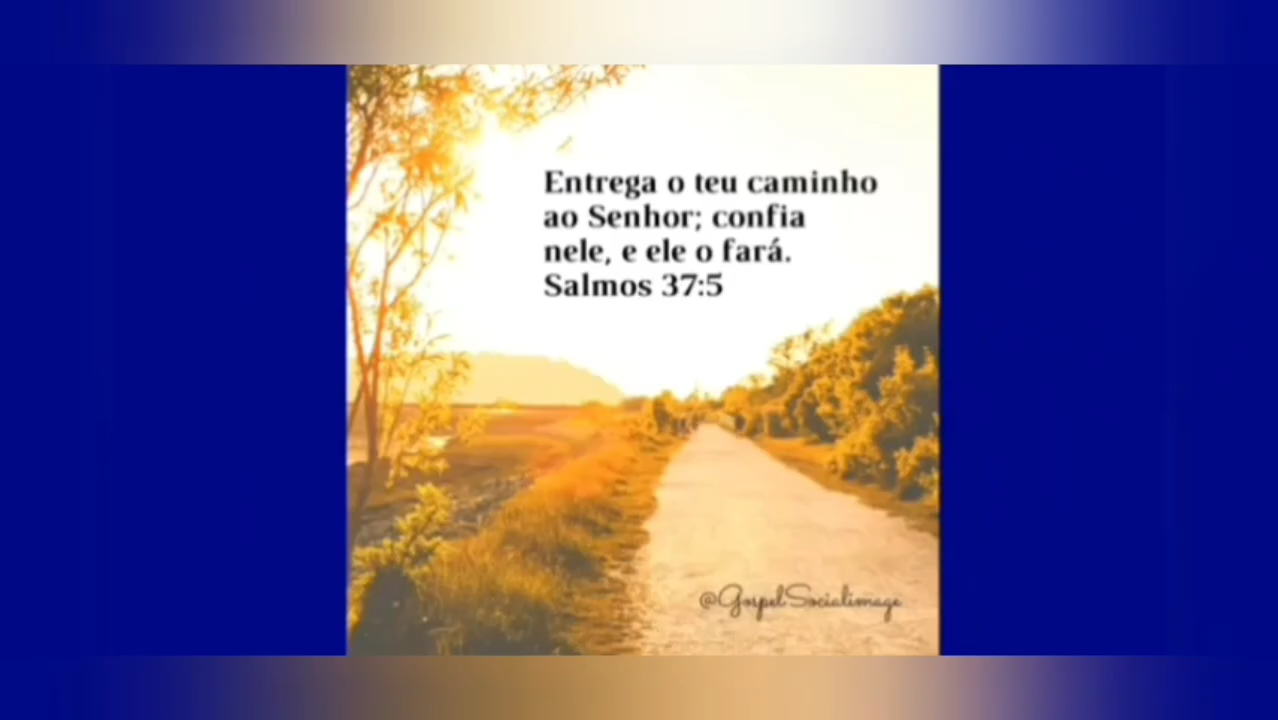 Entrega o teu caminho
ao Senhor; confia
nele, e ele o fará.
Salmos 37:5
@GospelSocialimage